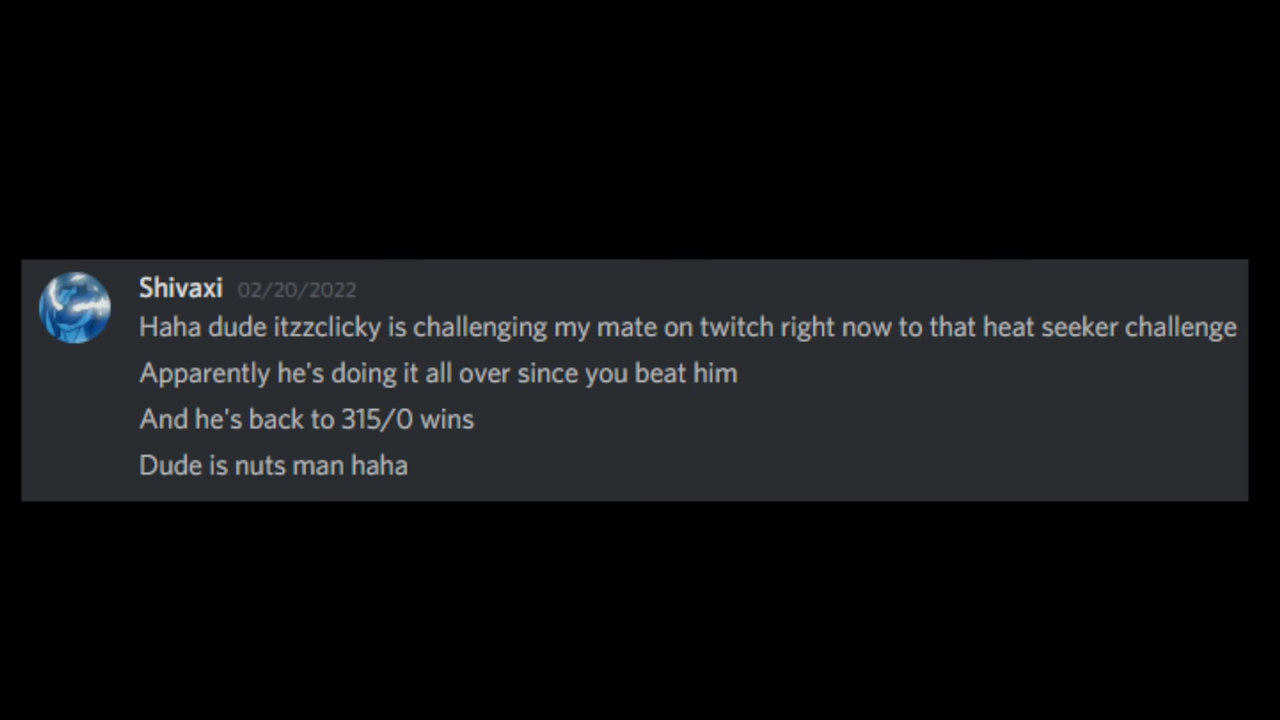 Shivaxi 02/20/2022
Haha dude itzzclicky is challenging my mate on twitch right now to that heat seeker challenge
Apparently he's doing it all over since you beat him
And he's back to 315/0 wins
Dude is nuts man haha